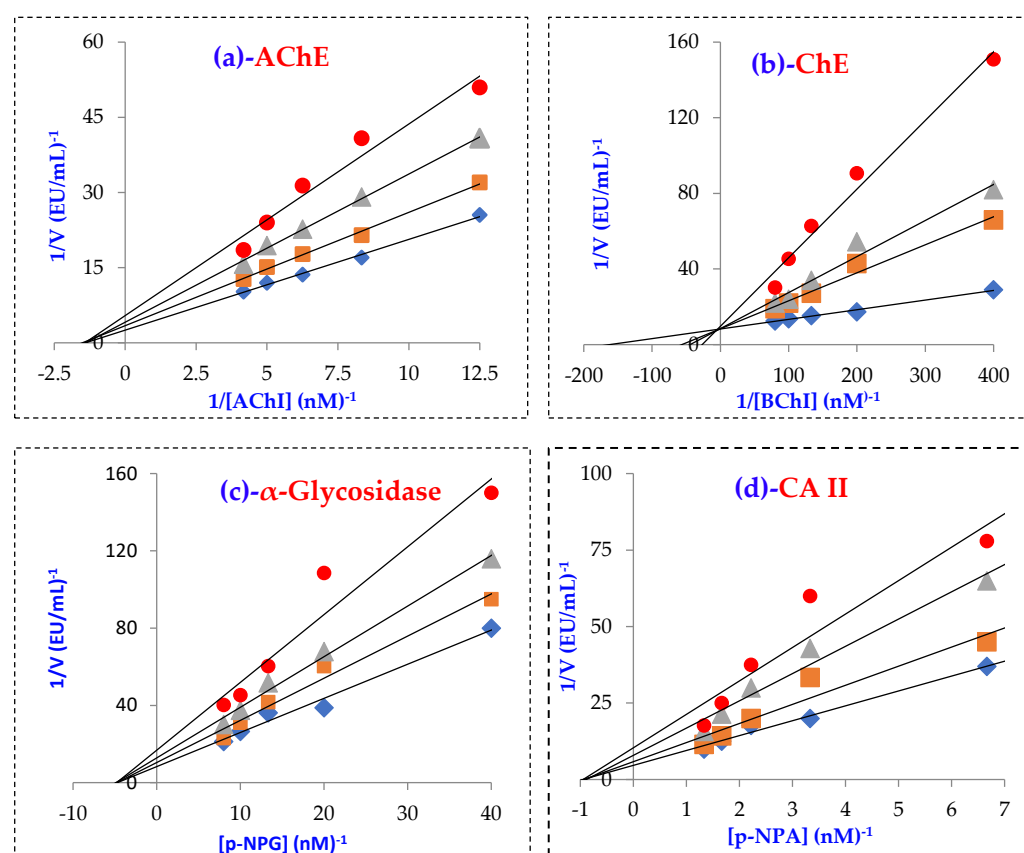 (a)-AChE
1/V (EU/mL)-1
60
45
30
15
0
-2.5 0 2.5 5 7.5 10 12.5
1/[AChI] (nM)-1
(b)-ChE
1/V (EU/mL)-1
160
120
80
40
0
-200 -100 0 100 200 300 400
1/[BChI] (nM)-1
(c)-α-Glycosidase
1/V (EU/mL)-1
160
120
80
40
0
-10 0 10 20 30 40
[p-NPG] (nM)-1
(d)-CA II
1/V (EU/mL)-1
100
75
50
25
0
-1 0 1 2 3 4 5 6 7
[p-NPA] (nM)-1